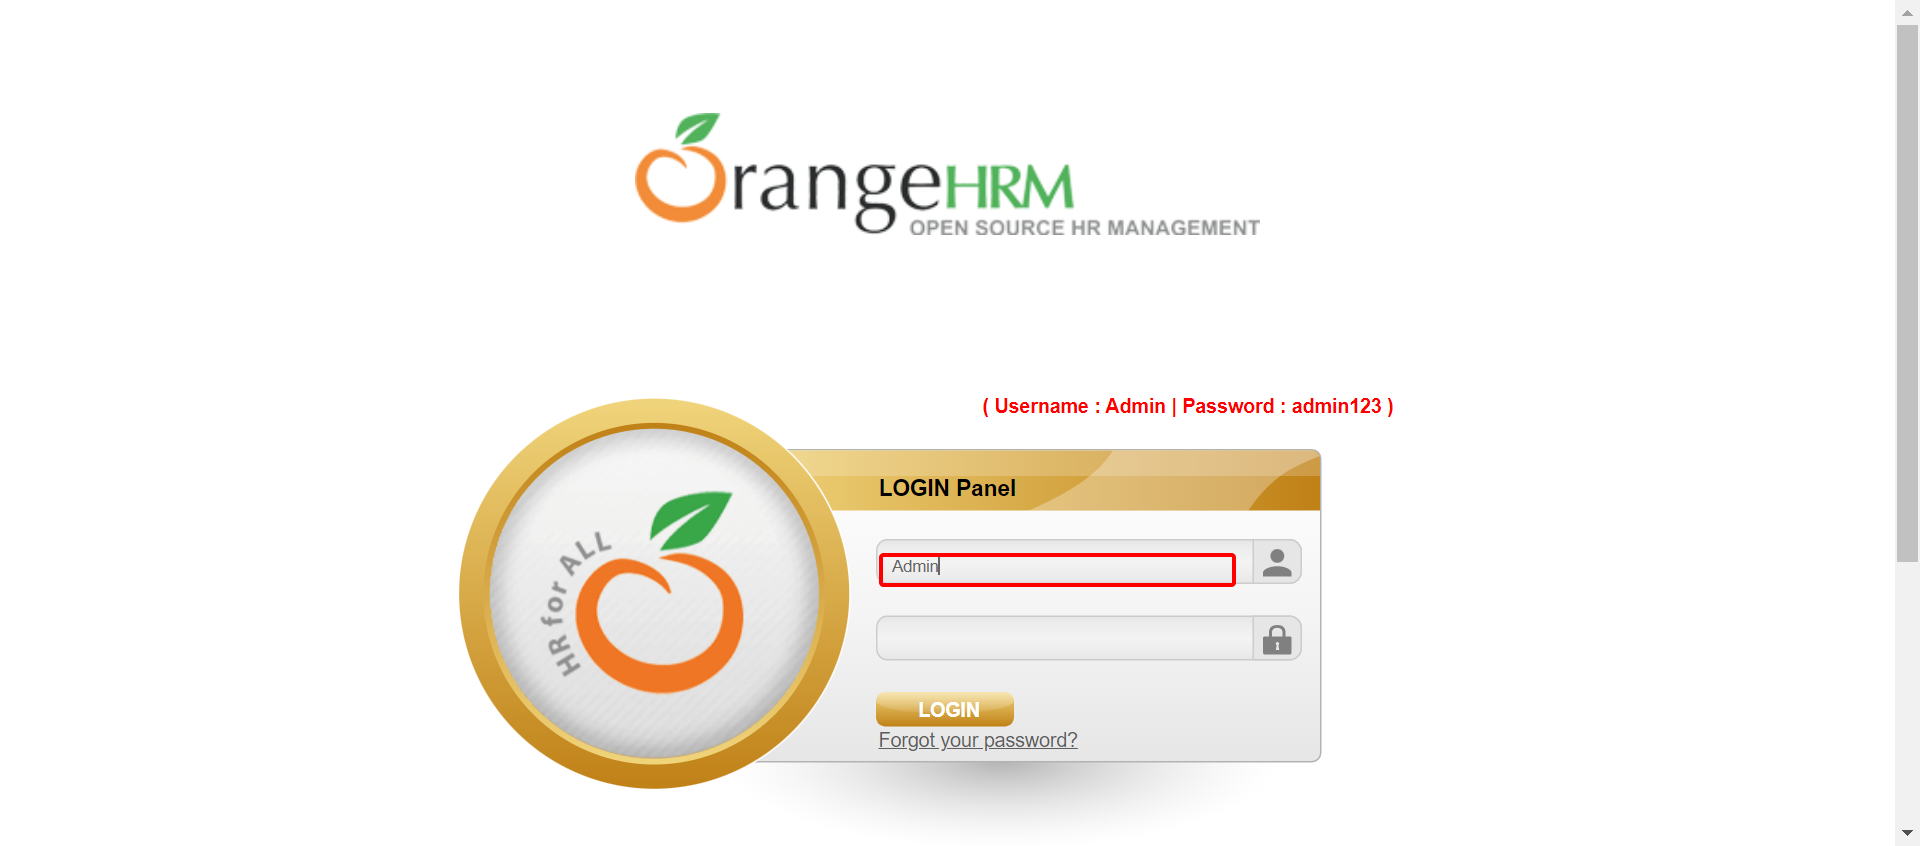 OrangeHRM
OPEN SOURCE HR MANAGEMENT
( Username : Admin | Password : admin123 )
HR for ALL
LOGIN Panel
Admin
LOGIN
Forgot your password?